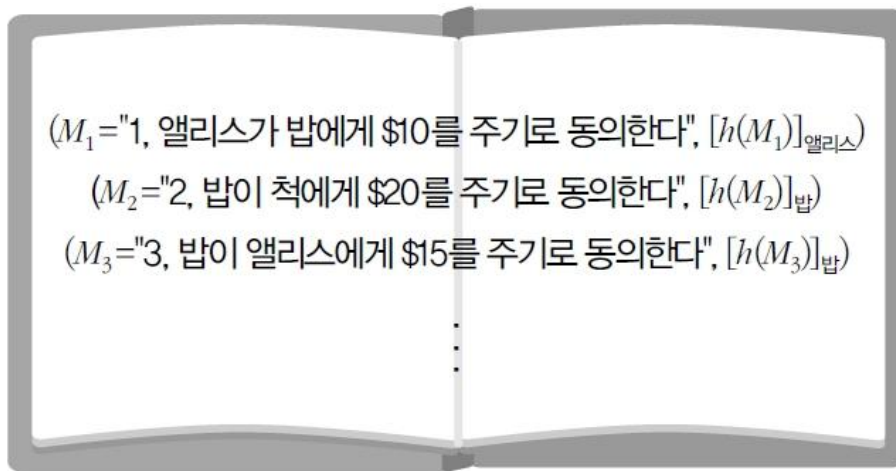 (M₁="1, 앨리스가 밥에게 $10를 주기로 동의한다", [h(M₁)]앨리스)
(M₂="2, 밥이 척에게 $20를 주기로 동의한다", [h(M₂)]밥)
(M₃="3, 밥이 앨리스에게 $15를 주기로 동의한다", [h(M₃)]밥)
⋮